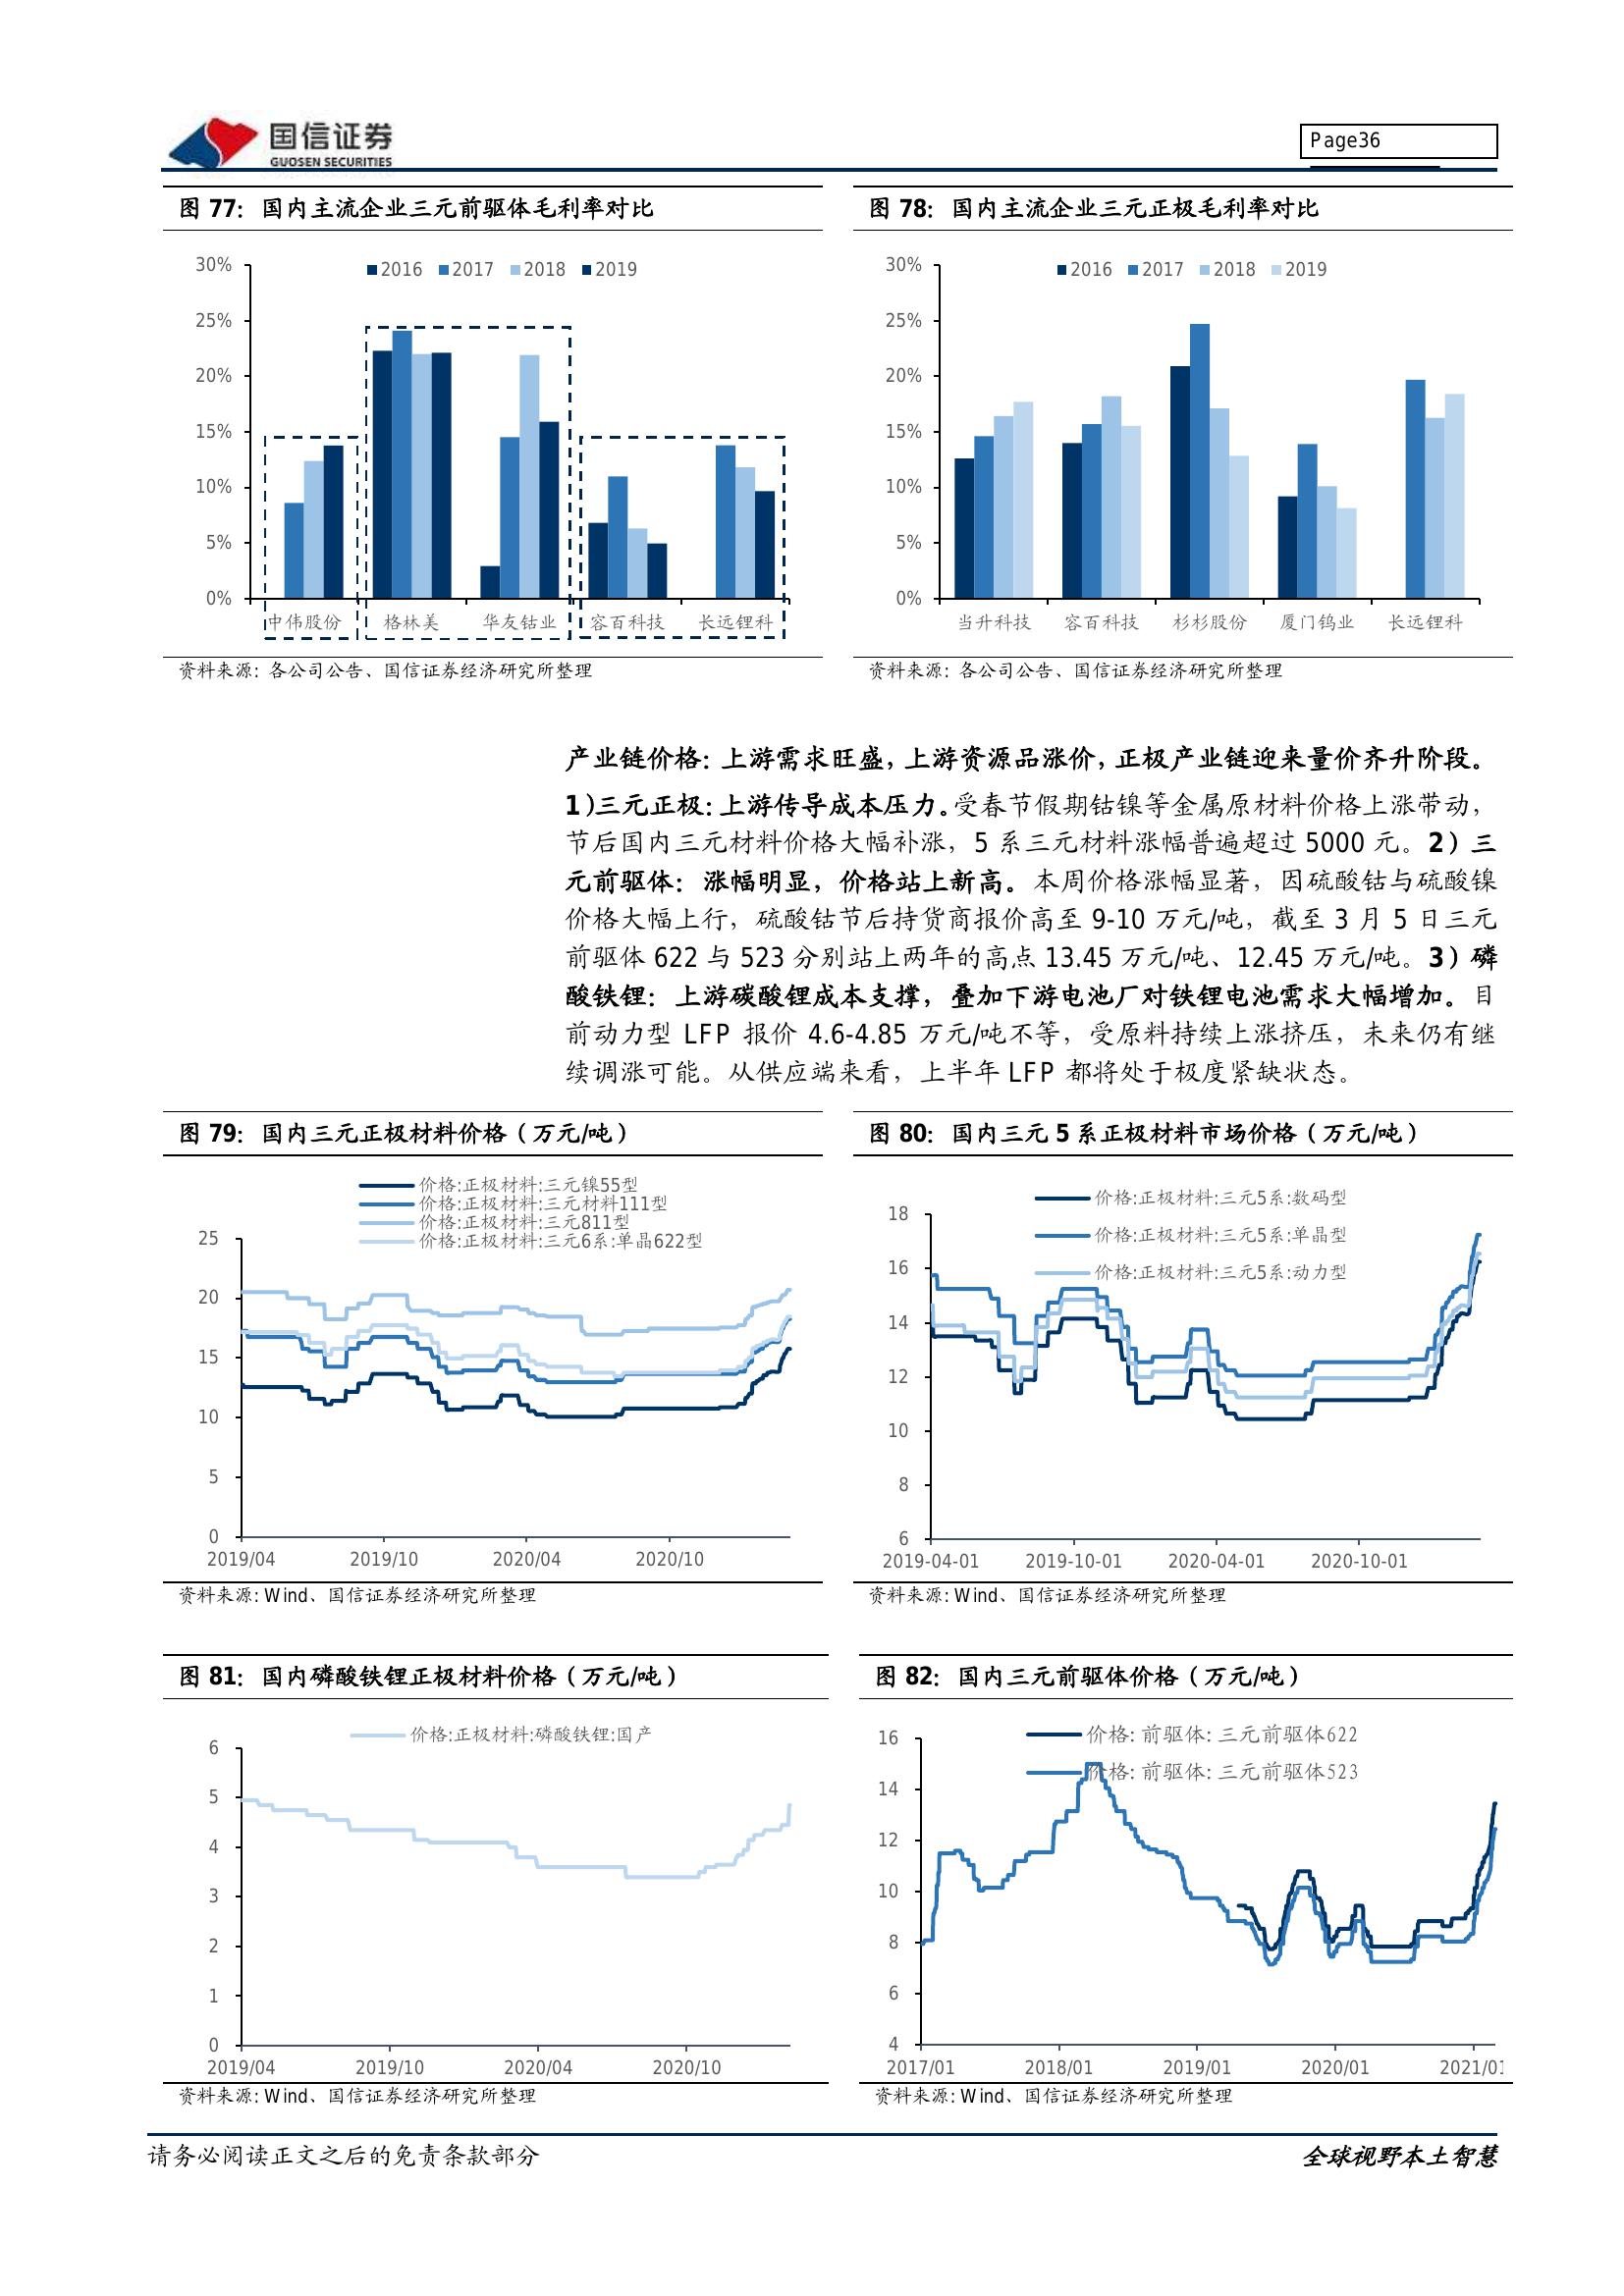 国信证券
GUOSEN SECURITIES
Page36
图 77：国内主流企业三元前驱体毛利率对比
30%
25%
20%
15%
10%
5%
0%
2016 2017 2018 2019
中伟股份 格林美 华友钴业 容百科技 长远锂科
资料来源：各公司公告、国信证券经济研究所整理
图 78：国内主流企业三元正极毛利率对比
30%
25%
20%
15%
10%
5%
0%
2016 2017 2018 2019
当升科技 容百科技 杉杉股份 厦门钨业 长远锂科
资料来源：各公司公告、国信证券经济研究所整理
产业链价格：上游需求旺盛，上游资源品涨价，正极产业链迎来量价齐升阶段。
1)三元正极：上游传导成本压力。受春节假期钴镍等金属原材料价格上涨带动，
节后国内三元材料价格大幅补涨，5 系三元材料涨幅普遍超过 5000 元。2）三
元前驱体：涨幅明显，价格站上新高。本周价格涨幅显著，因硫酸钴与硫酸镍
价格大幅上行，硫酸钴节后持货商报价高至 9-10 万元/吨，截至 3 月 5 日三元
前驱体 622 与 523 分别站上两年的高点 13.45 万元/吨、12.45 万元/吨。3）磷
酸铁锂：上游碳酸锂成本支撑，叠加下游电池厂对铁锂电池需求大幅增加。目
前动力型 LFP 报价 4.6-4.85 万元/吨不等，受原料持续上涨挤压，未来仍有继
续调涨可能。从供应端来看，上半年 LFP 都将处于极度紧缺状态。
图 79：国内三元正极材料价格（万元/吨）
价格:正极材料:三元镍55型
价格:正极材料:三元材料111型
价格:正极材料:三元811型
价格:正极材料:三元6系:单晶622型
25
20
15
10
5
0
2019/04 2019/10 2020/04 2020/10
资料来源: Wind、国信证券经济研究所整理
图 80：国内三元 5 系正极材料市场价格（万元/吨）
价格:正极材料:三元5系:数码型
价格:正极材料:三元5系:单晶型
价格:正极材料:三元5系:动力型
18
16
14
12
10
8
6
2019-04-01 2019-10-01 2020-04-01 2020-10-01
资料来源: Wind、国信证券经济研究所整理
图 81：国内磷酸铁锂正极材料价格（万元/吨）
价格:正极材料:磷酸铁锂:国产
6
5
4
3
2
1
0
2019/04 2019/10 2020/04 2020/10
资料来源: Wind、国信证券经济研究所整理
图 82：国内三元前驱体价格（万元/吨）
价格: 前驱体: 三元前驱体622
价格: 前驱体: 三元前驱体523
16
14
12
10
8
6
4
2017/01 2018/01 2019/01 2020/01 2021/01
资料来源: Wind、国信证券经济研究所整理
请务必阅读正文之后的免责条款部分
全球视野本土智慧